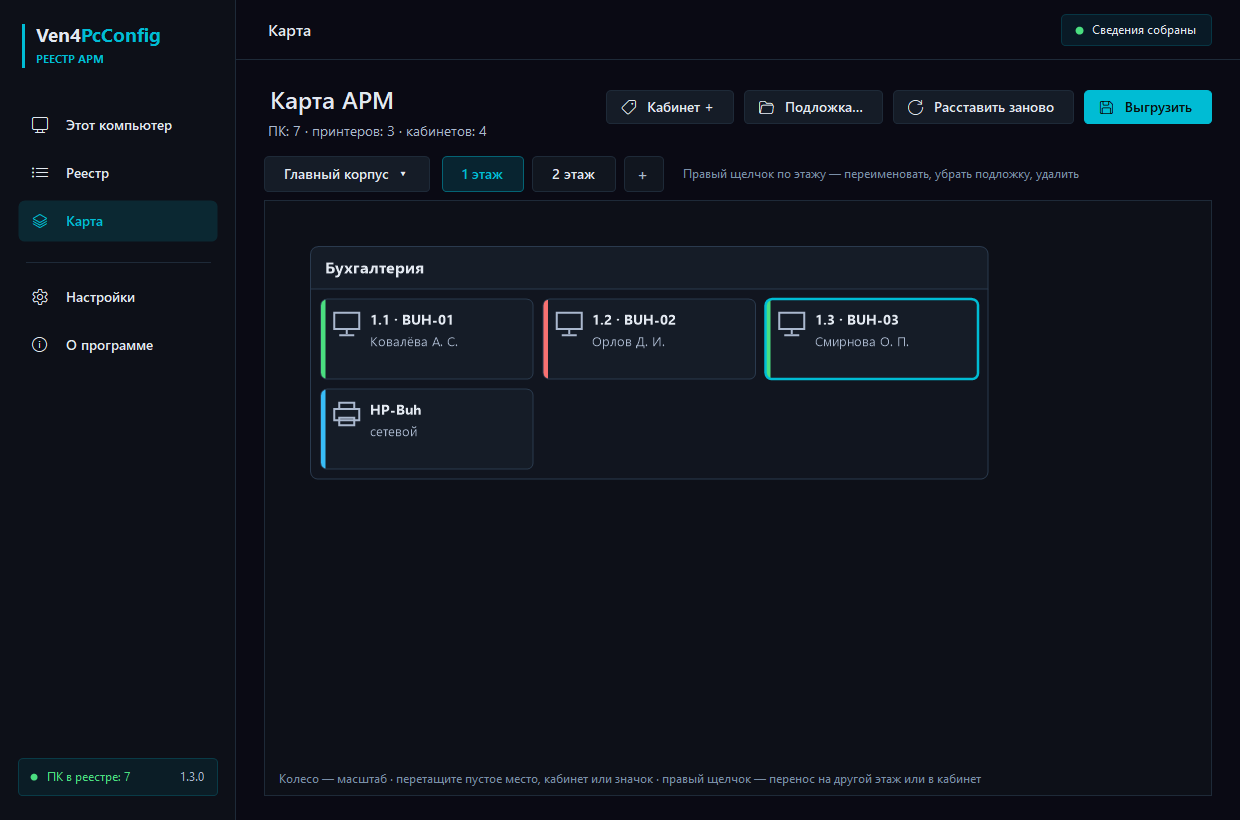 Ven4PcConfig
РЕЕСТР АРМ
Этот компьютер
Реестр
Карта
Настройки
О программе
ПК в реестре: 7
1.3.0
Карта
Сведения собраны
Карта АРМ
ПК: 7 · принтеров: 3 · кабинетов: 4
Кабинет +
Подложка...
Расставить заново
Выгрузить
Главный корпус ▾
1 этаж
2 этаж
+
Правый щелчок по этажу — переименовать, убрать подложку, удалить
Бухгалтерия
1.1 · BUH-01
Ковалёва А. С.
1.2 · BUH-02
Орлов Д. И.
1.3 · BUH-03
Смирнова О. П.
HP-Buh
сетевой
Колесо — масштаб · перетащите пустое место, кабинет или значок · правый щелчок — перенос на другой этаж или в кабинет